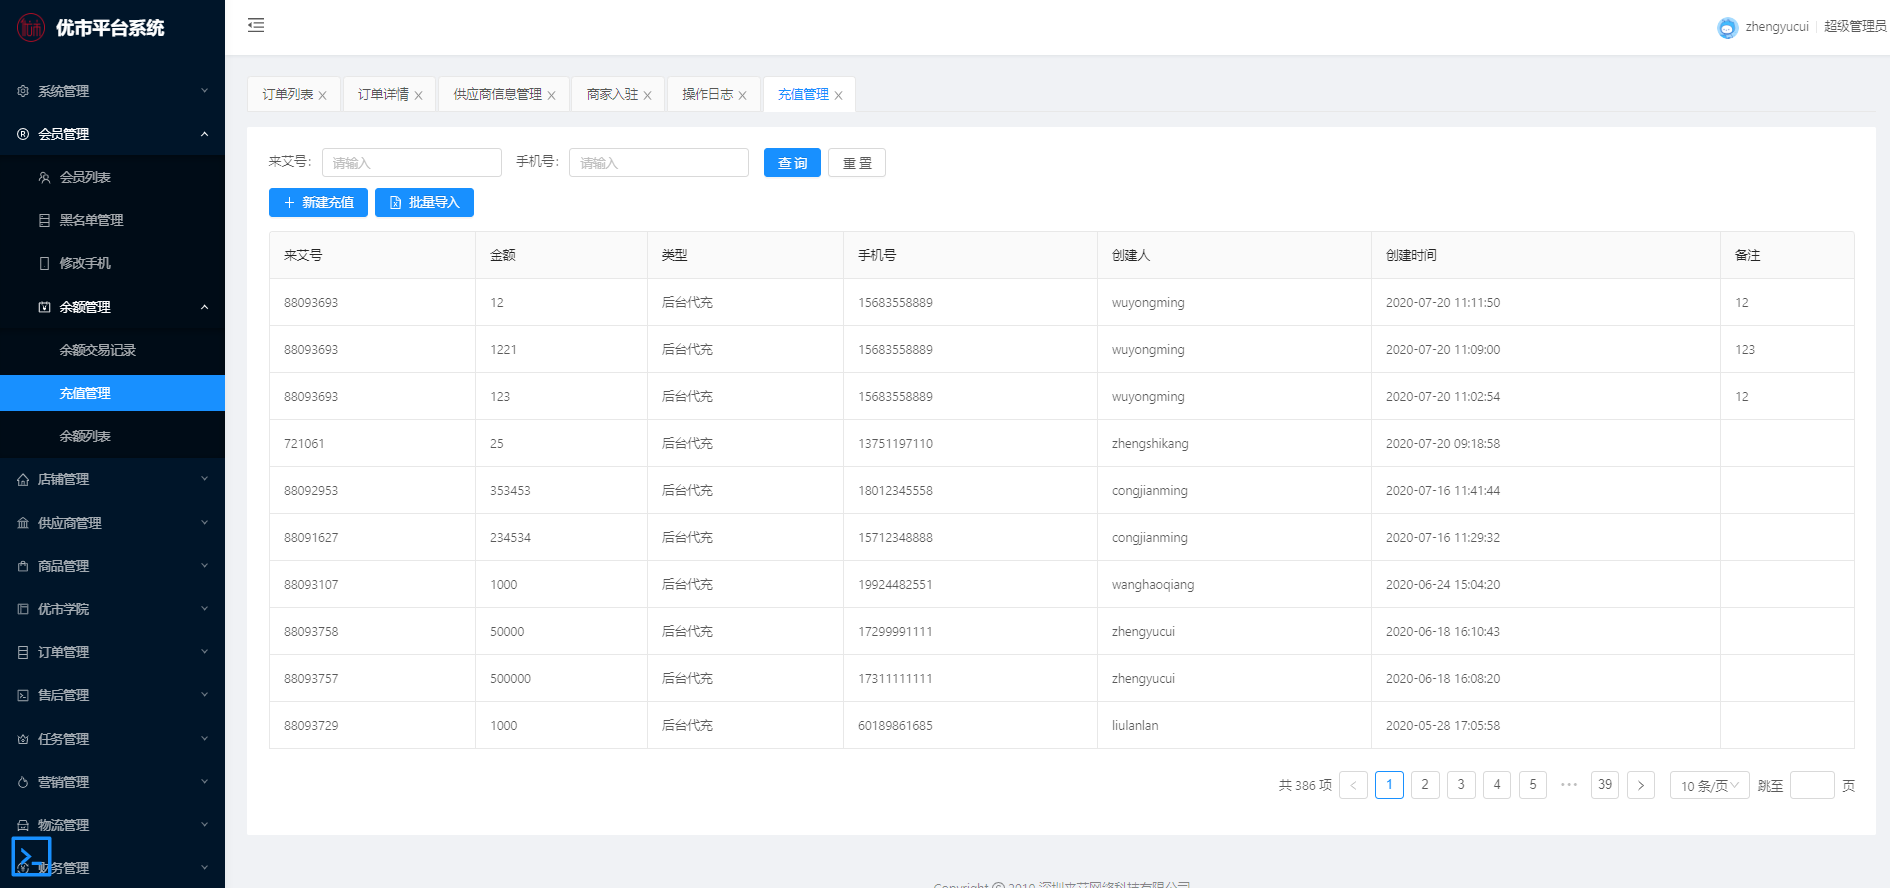 优市平台系统
zhengyucui
超级管理员
系统管理
会员管理
会员列表
黑名单管理
修改手机
余额管理
余额交易记录
充值管理
余额列表
店铺管理
供应商管理
商品管理
优市学院
订单管理
售后管理
任务管理
营销管理
物流管理
财务管理
订单列表 订单详情 供应商信息管理 商家入驻 操作日志 充值管理
来艾号: 请输入 手机号: 请输入 查 询 重 置
新建充值 批量导入
来艾号 金额 类型 手机号 创建人 创建时间 备注
88093693 12 后台代充 15683558889 wuyongming 2020-07-20 11:11:50 12
88093693 1221 后台代充 15683558889 wuyongming 2020-07-20 11:09:00 123
88093693 123 后台代充 15683558889 wuyongming 2020-07-20 11:02:54 12
721061 25 后台代充 13751197110 zhengshikang 2020-07-20 09:18:58
88092953 353453 后台代充 18012345558 congjianming 2020-07-16 11:41:44
88091627 234534 后台代充 15712348888 congjianming 2020-07-16 11:29:32
88093107 1000 后台代充 19924482551 wanghaoqiang 2020-06-24 15:04:20
88093758 50000 后台代充 17299991111 zhengyucui 2020-06-18 16:10:43
88093757 500000 后台代充 17311111111 zhengyucui 2020-06-18 16:08:20
88093729 1000 后台代充 60189861685 liulanlan 2020-05-28 17:05:58
共 386 项 < 1 2 3 4 5 ••• 39 > 10 条/页 跳至 页
Copyright © 2019 深圳来艾网络科技有限公司